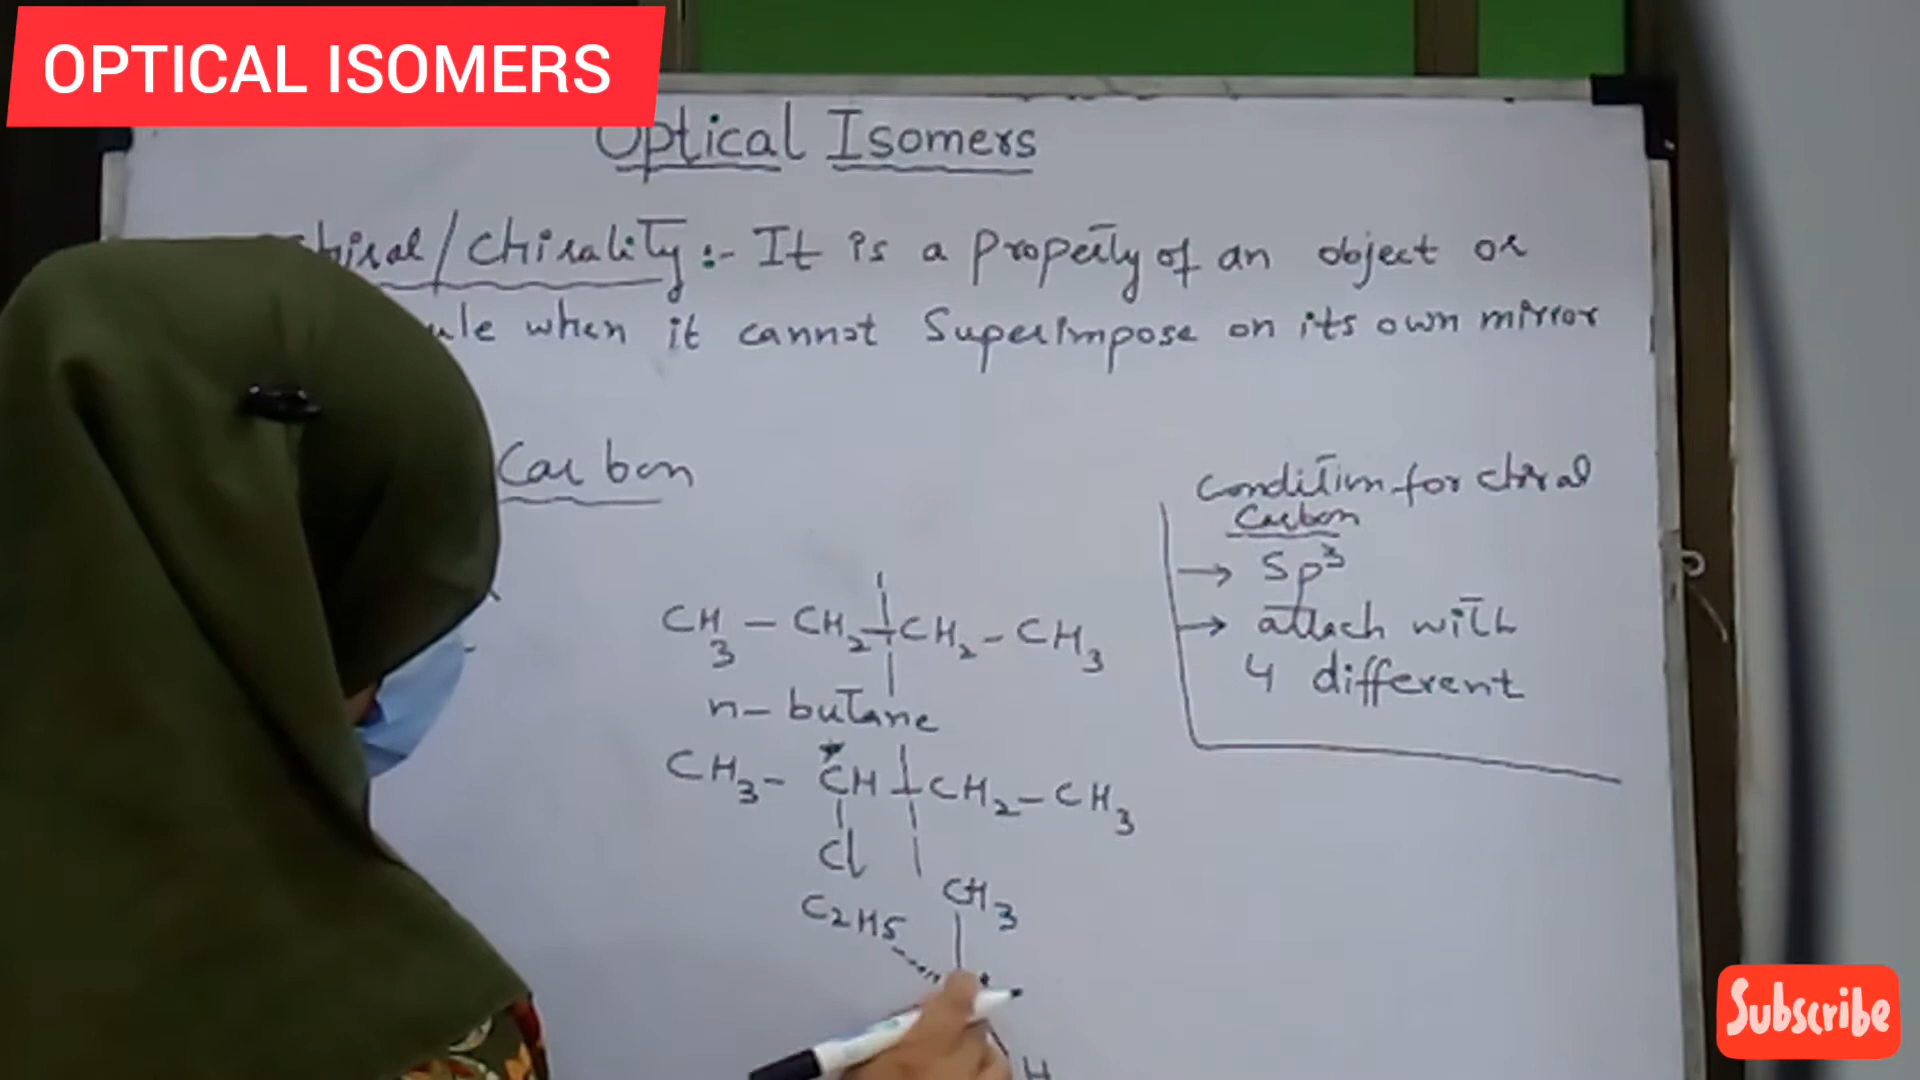 OPTICAL ISOMERS
Optical Isomers
chiral/chirality:- It is a Property of an object or
ule when it cannot Superimpose on its own mirror
Carbon
Condition for chiral
Carbon
→ Sp³
→ attach with
4 different
CH₃ – CH₂ – CH₂ – CH₃
n – butane
CH₃ – C*H – CH₂ – CH₃
Cl
CH₃
C₂H₅
H
Subscribe